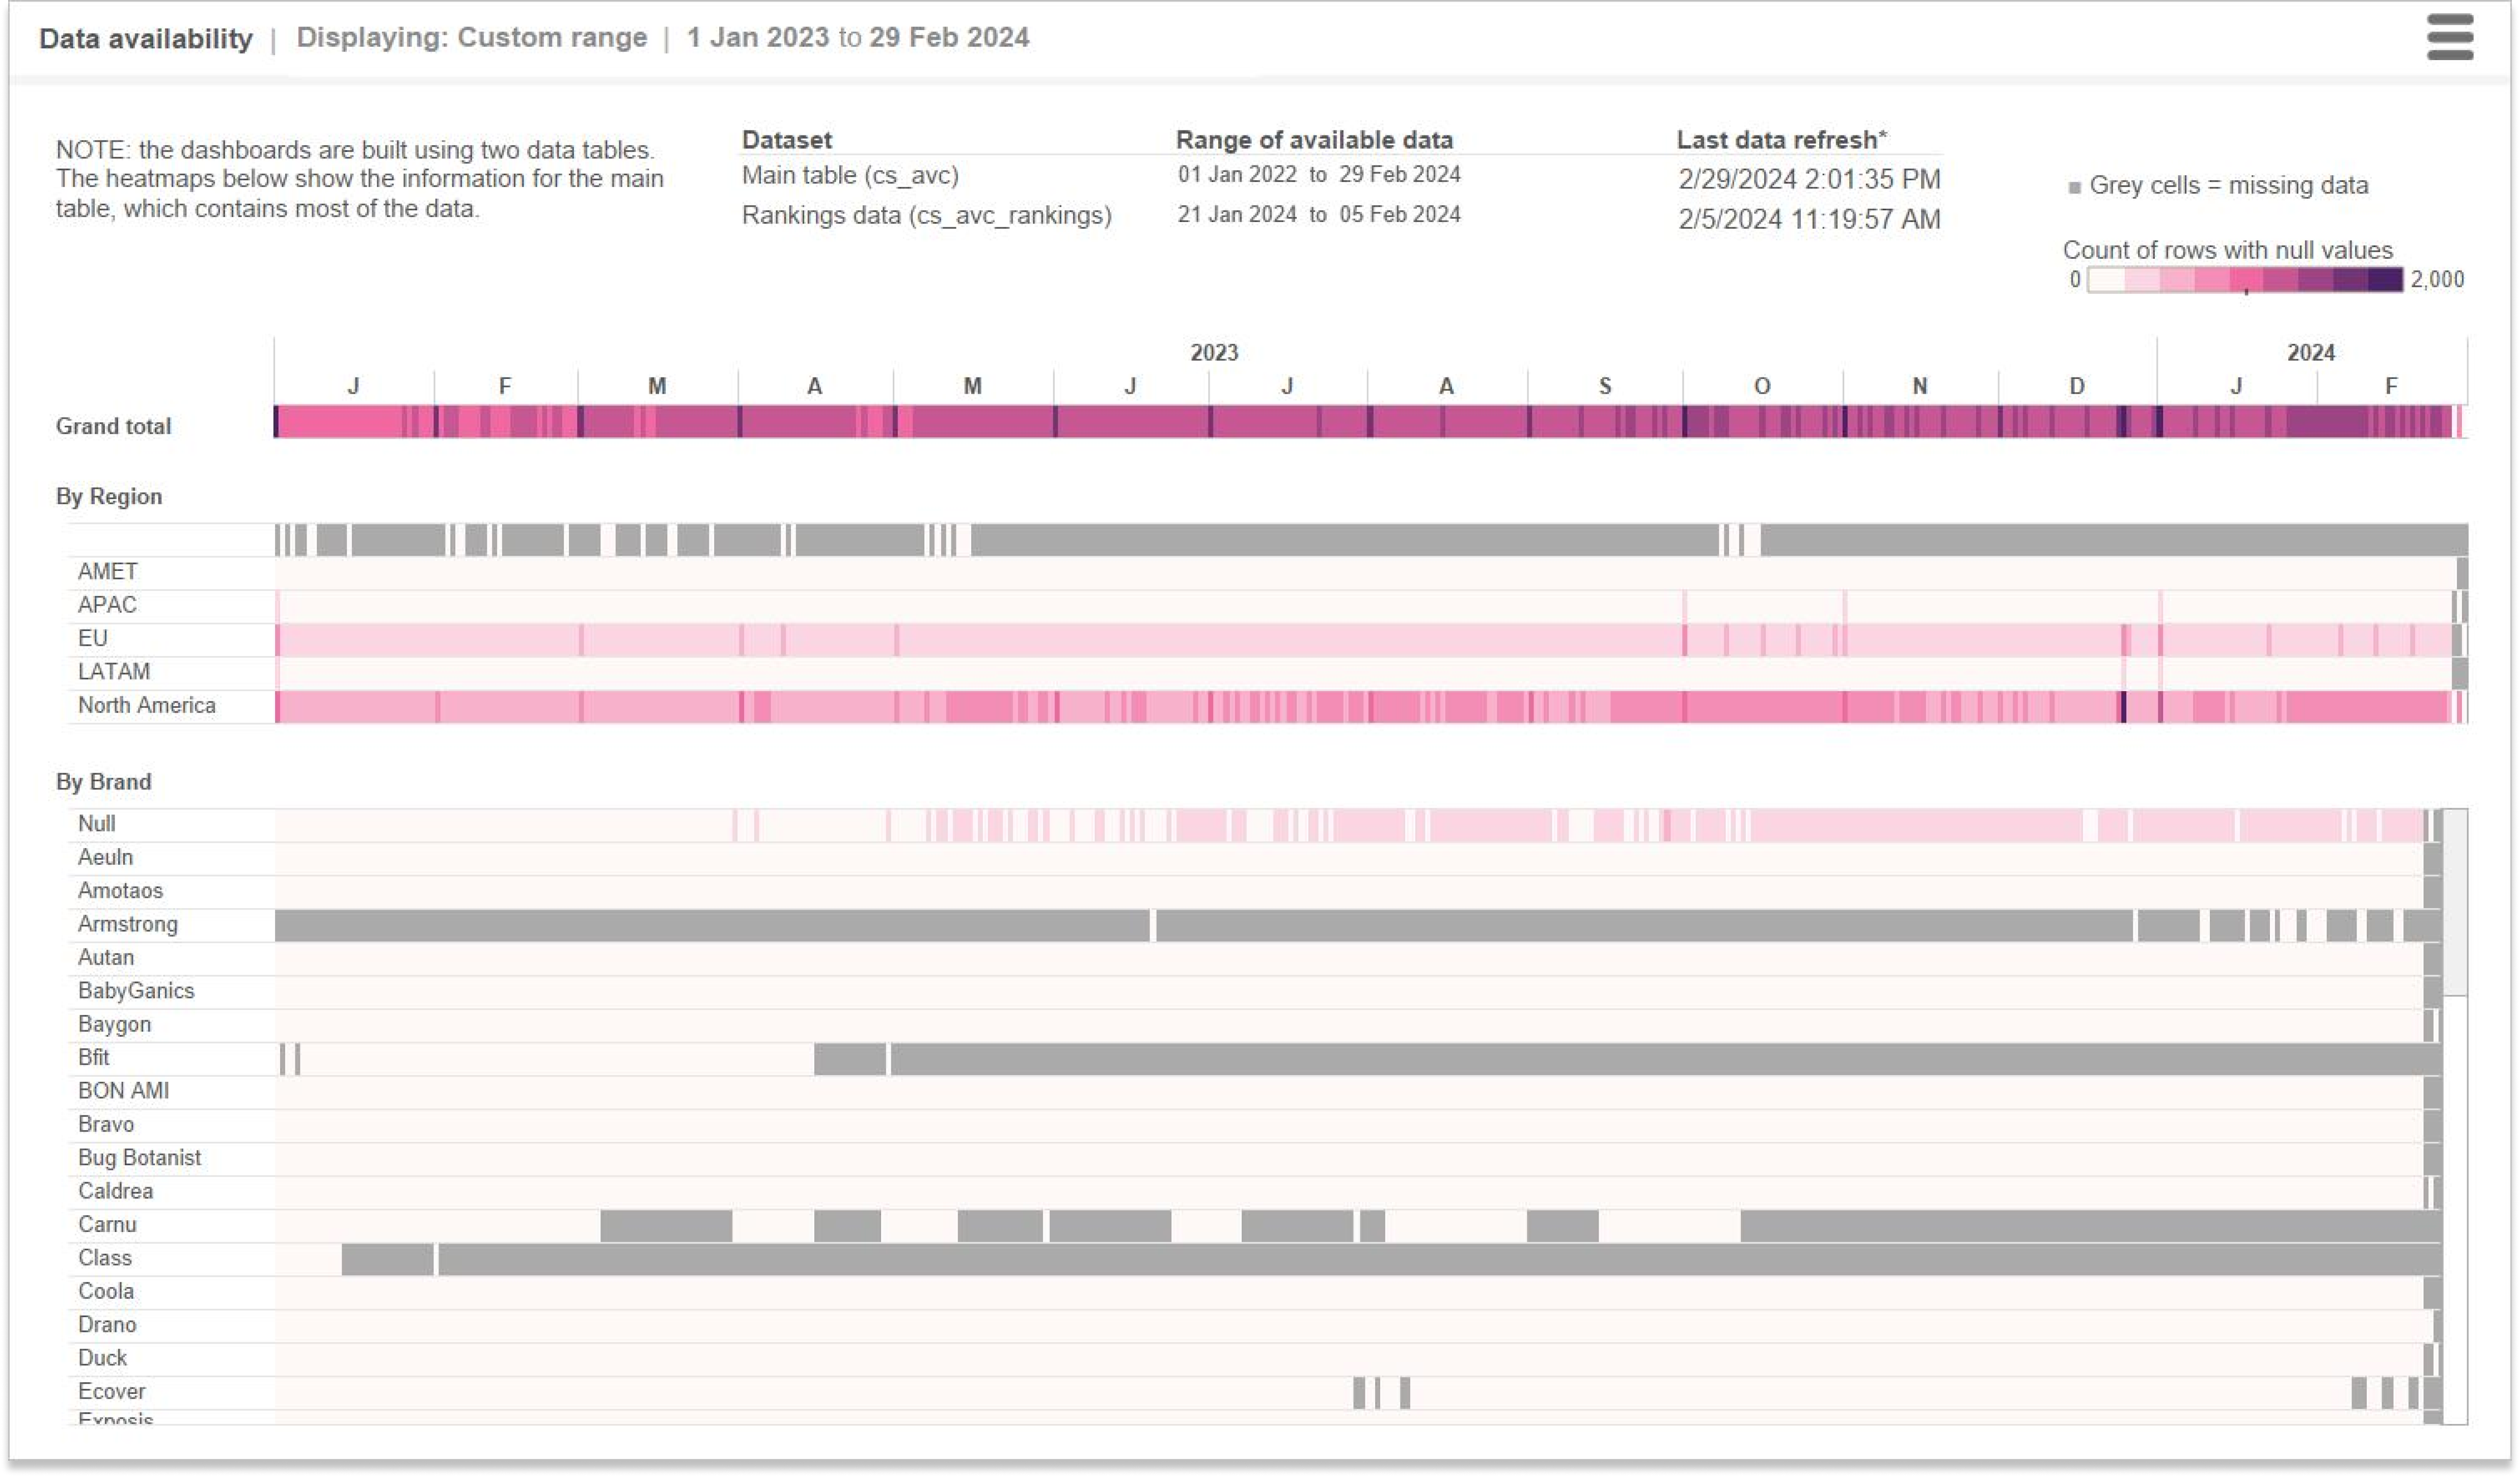 Data availability | Displaying: Custom range | 1 Jan 2023 to 29 Feb 2024
NOTE: the dashboards are built using two data tables.
The heatmaps below show the information for the main
table, which contains most of the data.
Dataset Range of available data Last data refresh*
Main table (cs_avc) 01 Jan 2022 to 29 Feb 2024 2/29/2024 2:01:35 PM
Rankings data (cs_avc_rankings) 21 Jan 2024 to 05 Feb 2024 2/5/2024 11:19:57 AM
Grey cells = missing data
Count of rows with null values
0 2,000
2023 2024
J F M A M J J A S O N D J F
Grand total
By Region
AMET
APAC
EU
LATAM
North America
By Brand
Null
Aeuln
Amotaos
Armstrong
Autan
BabyGanics
Baygon
Bfit
BON AMI
Bravo
Bug Botanist
Caldrea
Carnu
Class
Coola
Drano
Duck
Ecover
Exposis